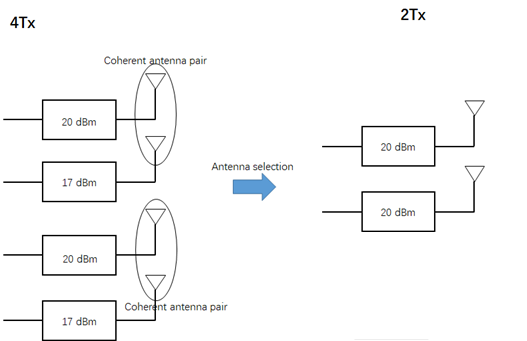 4Tx
2Tx
Coherent antenna pair
20 dBm
17 dBm
Antenna selection
20 dBm
20 dBm
20 dBm
Coherent antenna pair
17 dBm